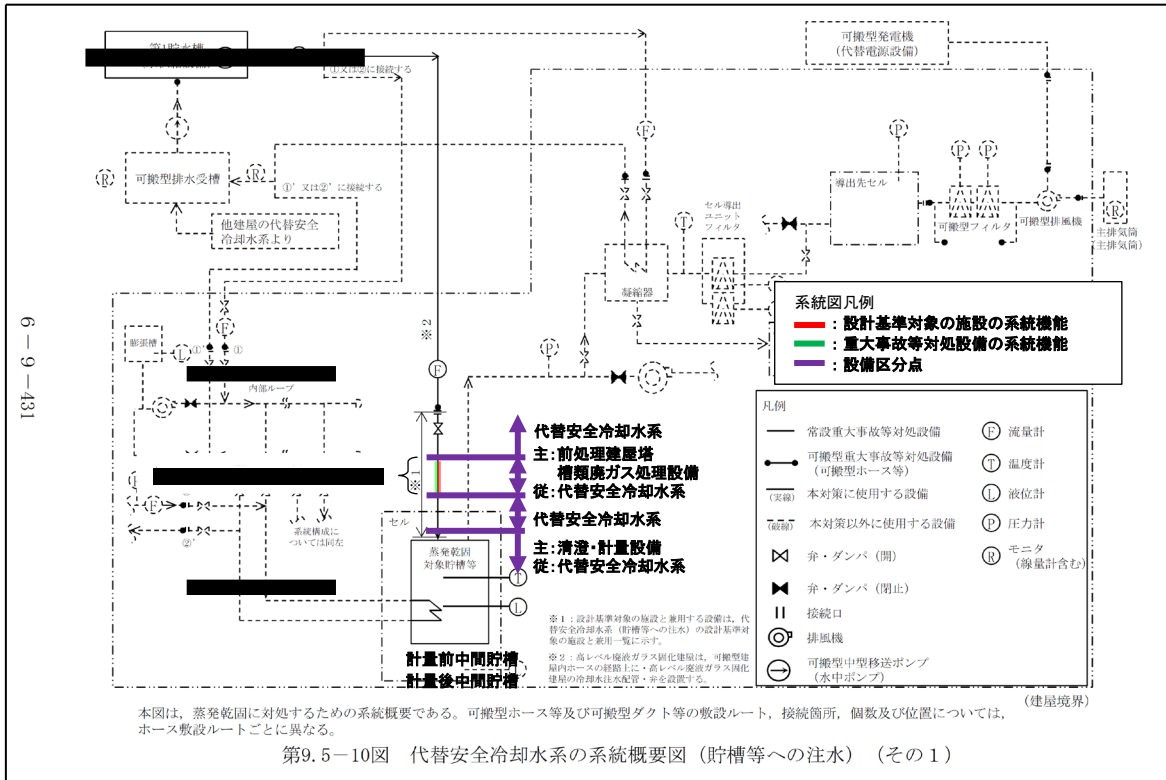 可搬型発電機
(代替電源設備)
①又は②に接続する
F
P
P
P
可搬型排水受槽
R
R
①’又は②’に接続する
他建屋の代替安全
冷却水系より
セル導出
ユニット
フィルタ
T
導出先セル
可搬型フィルタ
可搬型排風機
R
主排気筒
(主排気筒)
凝縮器
系統図凡例
:設計基準対象の施設の系統機能
:重大事故等対処設備の系統機能
:設備区分点
6-9-431
※2
F
膨張槽
L
①’
①
F
内部ループ
P
凡例
常設重大事故等対処設備
可搬型重大事故等対処設備
(可搬型ホース等)
(実線)
本対策に使用する設備
(破線)
本対策以外に使用する設備
弁・ダンパ(開)
弁・ダンパ(閉止)
接続口
排風機
可搬型中型移送ポンプ
(水中ポンプ)
F 流量計
T 温度計
L 液位計
P 圧力計
R モニタ
(線量計含む)
代替安全冷却水系
主:前処理建屋塔
槽類廃ガス処理設備
従:代替安全冷却水系
代替安全冷却水系
主:清澄・計量設備
従:代替安全冷却水系
※1
F
②’
系統構成に
ついては同左
セル
蒸発乾固
対象貯槽等
T
L
計量前中間貯槽
計量後中間貯槽
※1:設計基準対象の施設と兼用する設備は,代
替安全冷却水系(貯槽等への注水)の設計基準対
象の施設と兼用一覧に示す。
※2:高レベル廃液ガラス固化建屋は,可搬型建
屋内ホースの経路上に・高レベル廃液ガラス固化
建屋の冷却水注水配管・弁を設置する。
(建屋境界)
本図は,蒸発乾固に対処するための系統概要である。可搬型ホース等及び可搬型ダクト等の敷設ルート,接続箇所,個数及び位置については,
ホース敷設ルートごとに異なる。
第9.5-10図 代替安全冷却水系の系統概要図(貯槽等への注水)(その1)